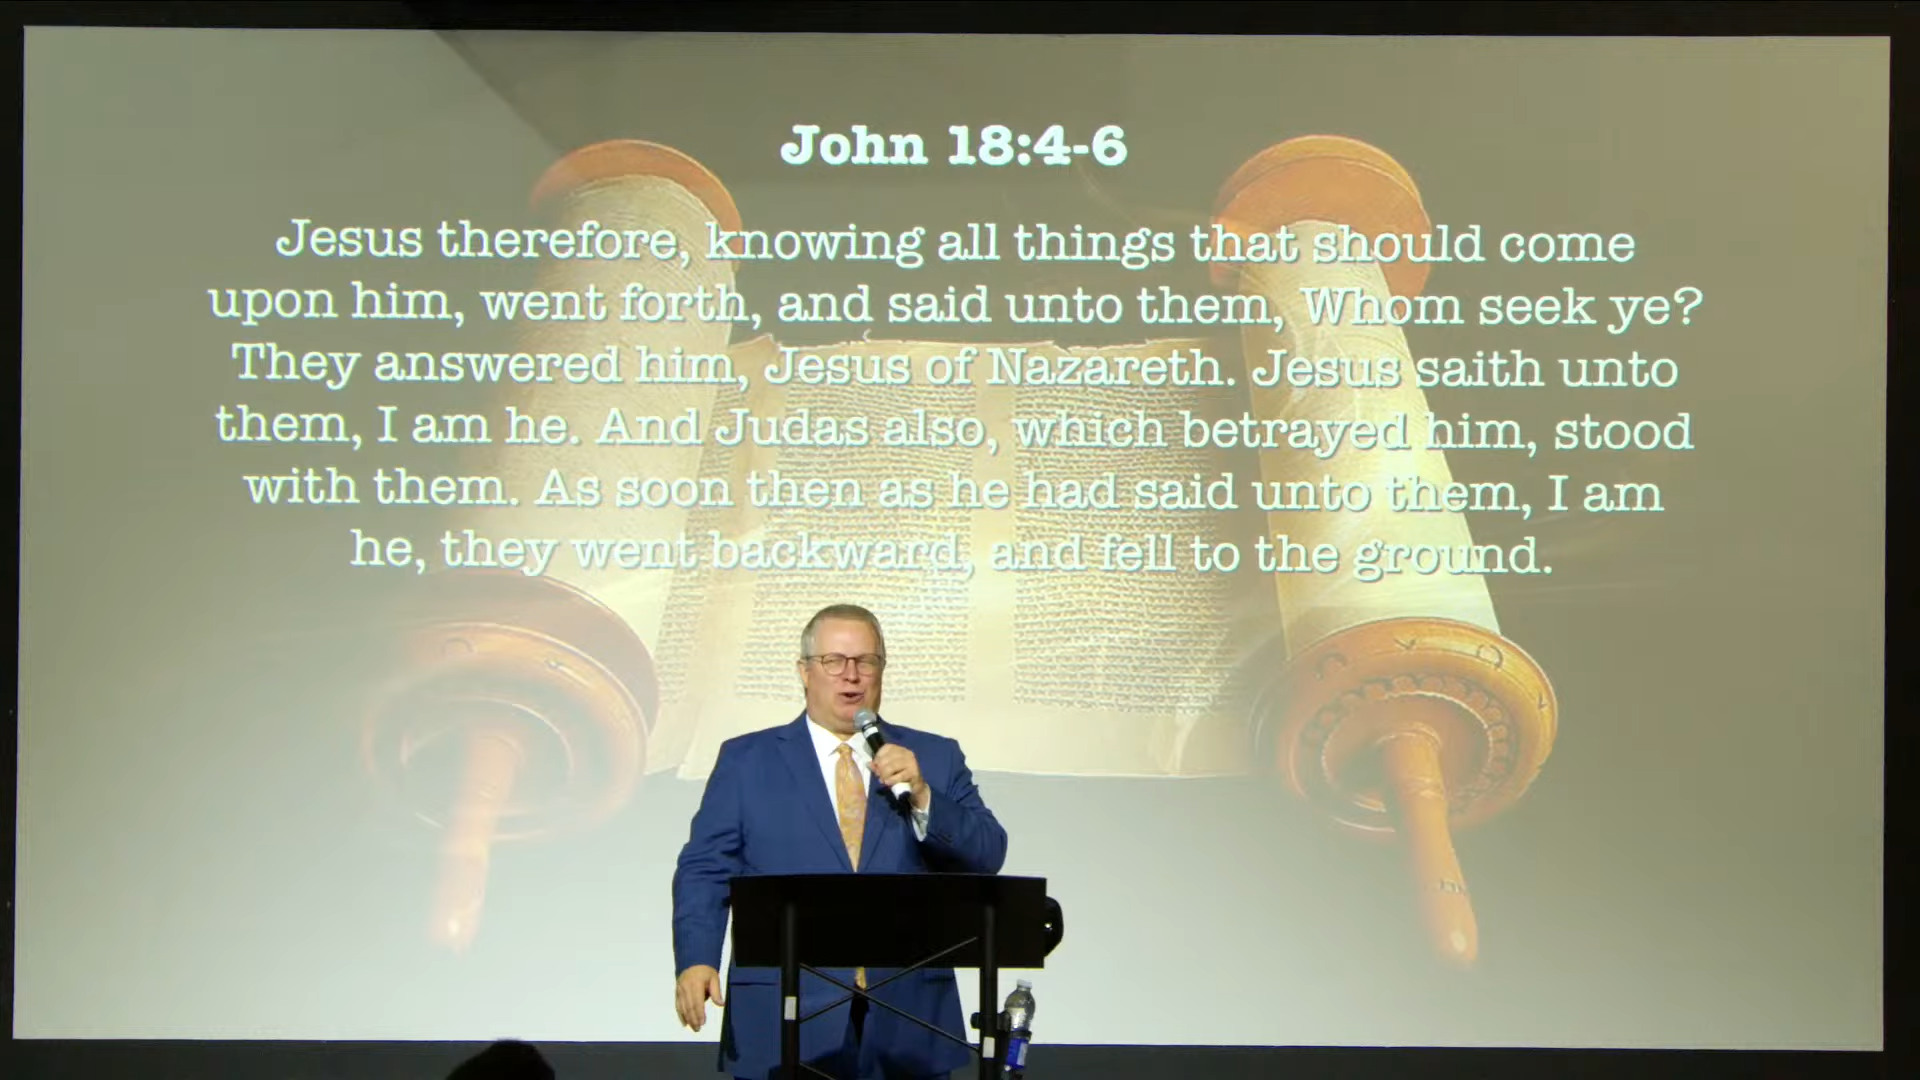 John 18:4-6
Jesus therefore, knowing all things that should come
upon him, went forth, and said unto them, Whom seek ye?
They answered him, Jesus of Nazareth. Jesus saith unto
them, I am he. And Judas also, which betrayed him, stood
with them. As soon then as he had said unto them, I am
he, they went backward, and fell to the ground.